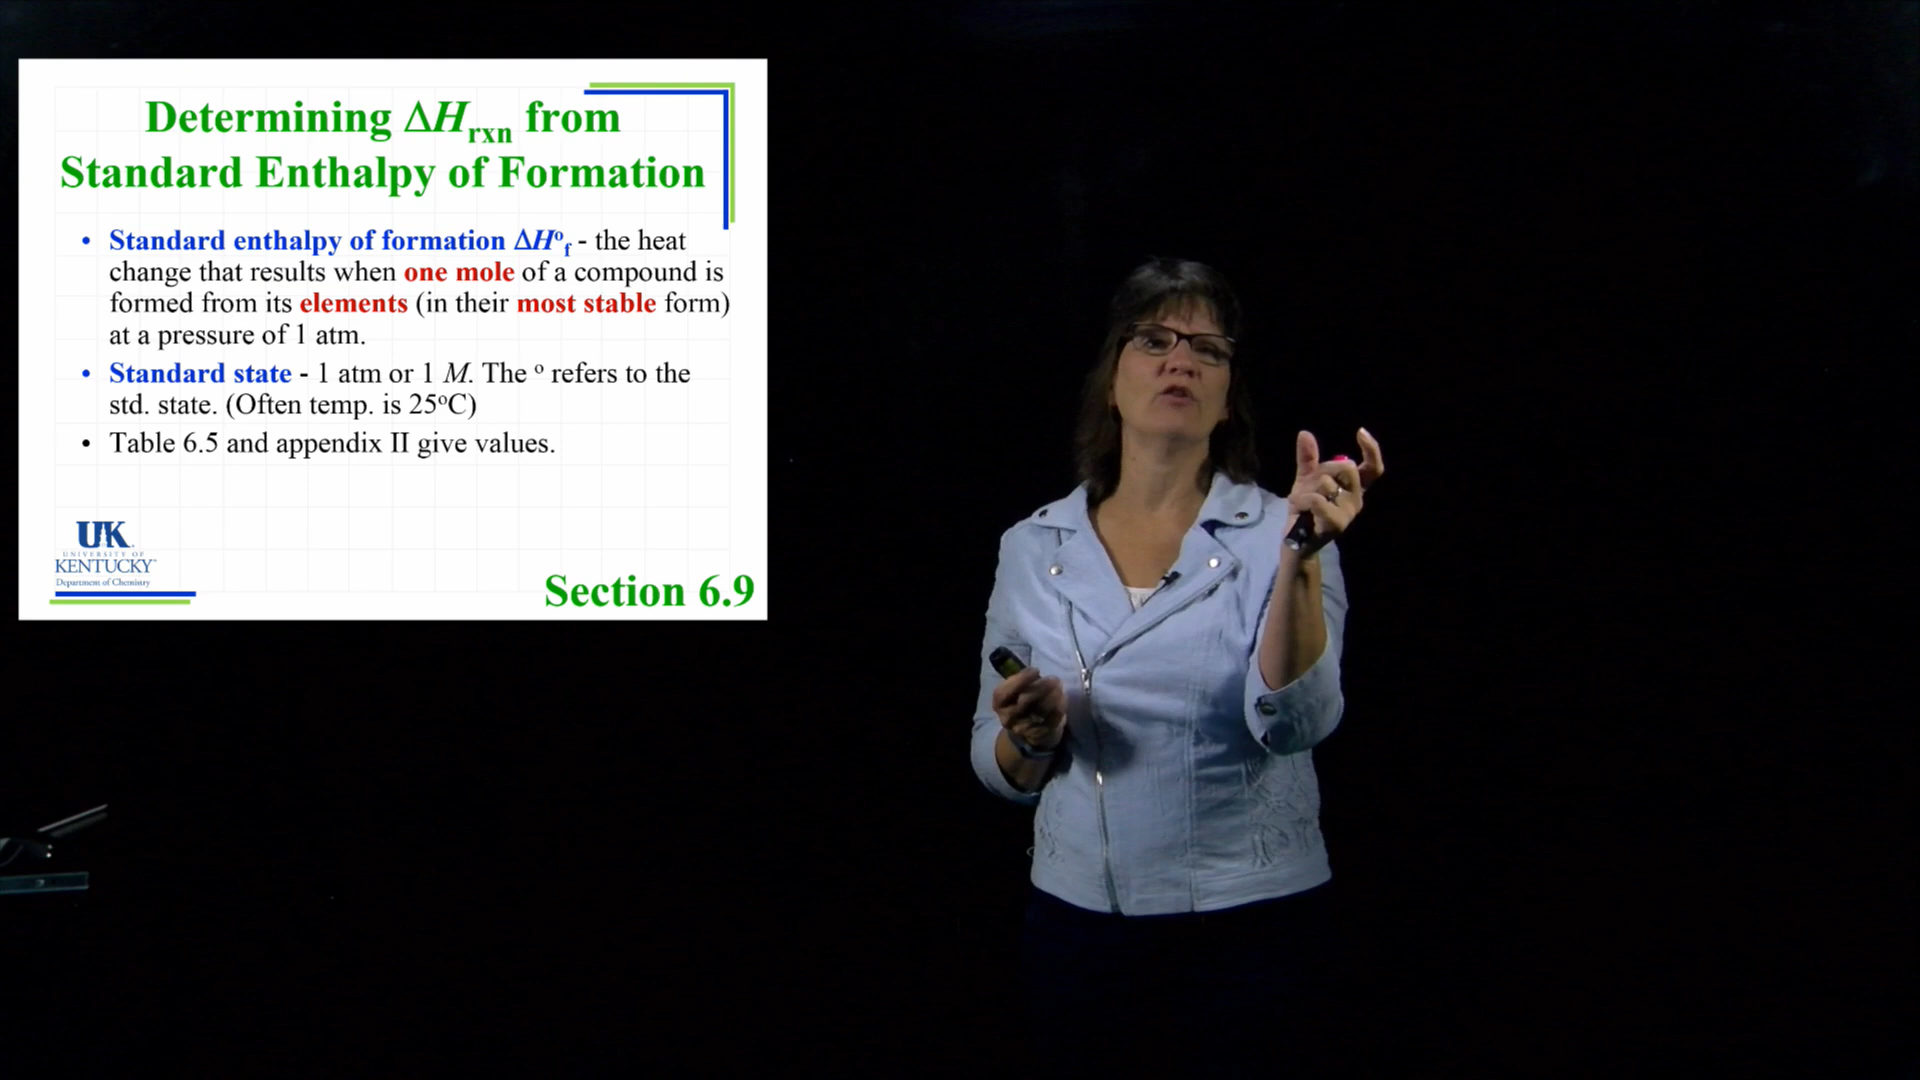 Determining ΔHrxn from
Standard Enthalpy of Formation
• Standard enthalpy of formation ΔHof - the heat
change that results when one mole of a compound is
formed from its elements (in their most stable form)
at a pressure of 1 atm.
• Standard state - 1 atm or 1 M. The o refers to the
std. state. (Often temp. is 25oC)
• Table 6.5 and appendix II give values.
UK
UNIVERSITY OF
KENTUCKY
Department of Chemistry
Section 6.9